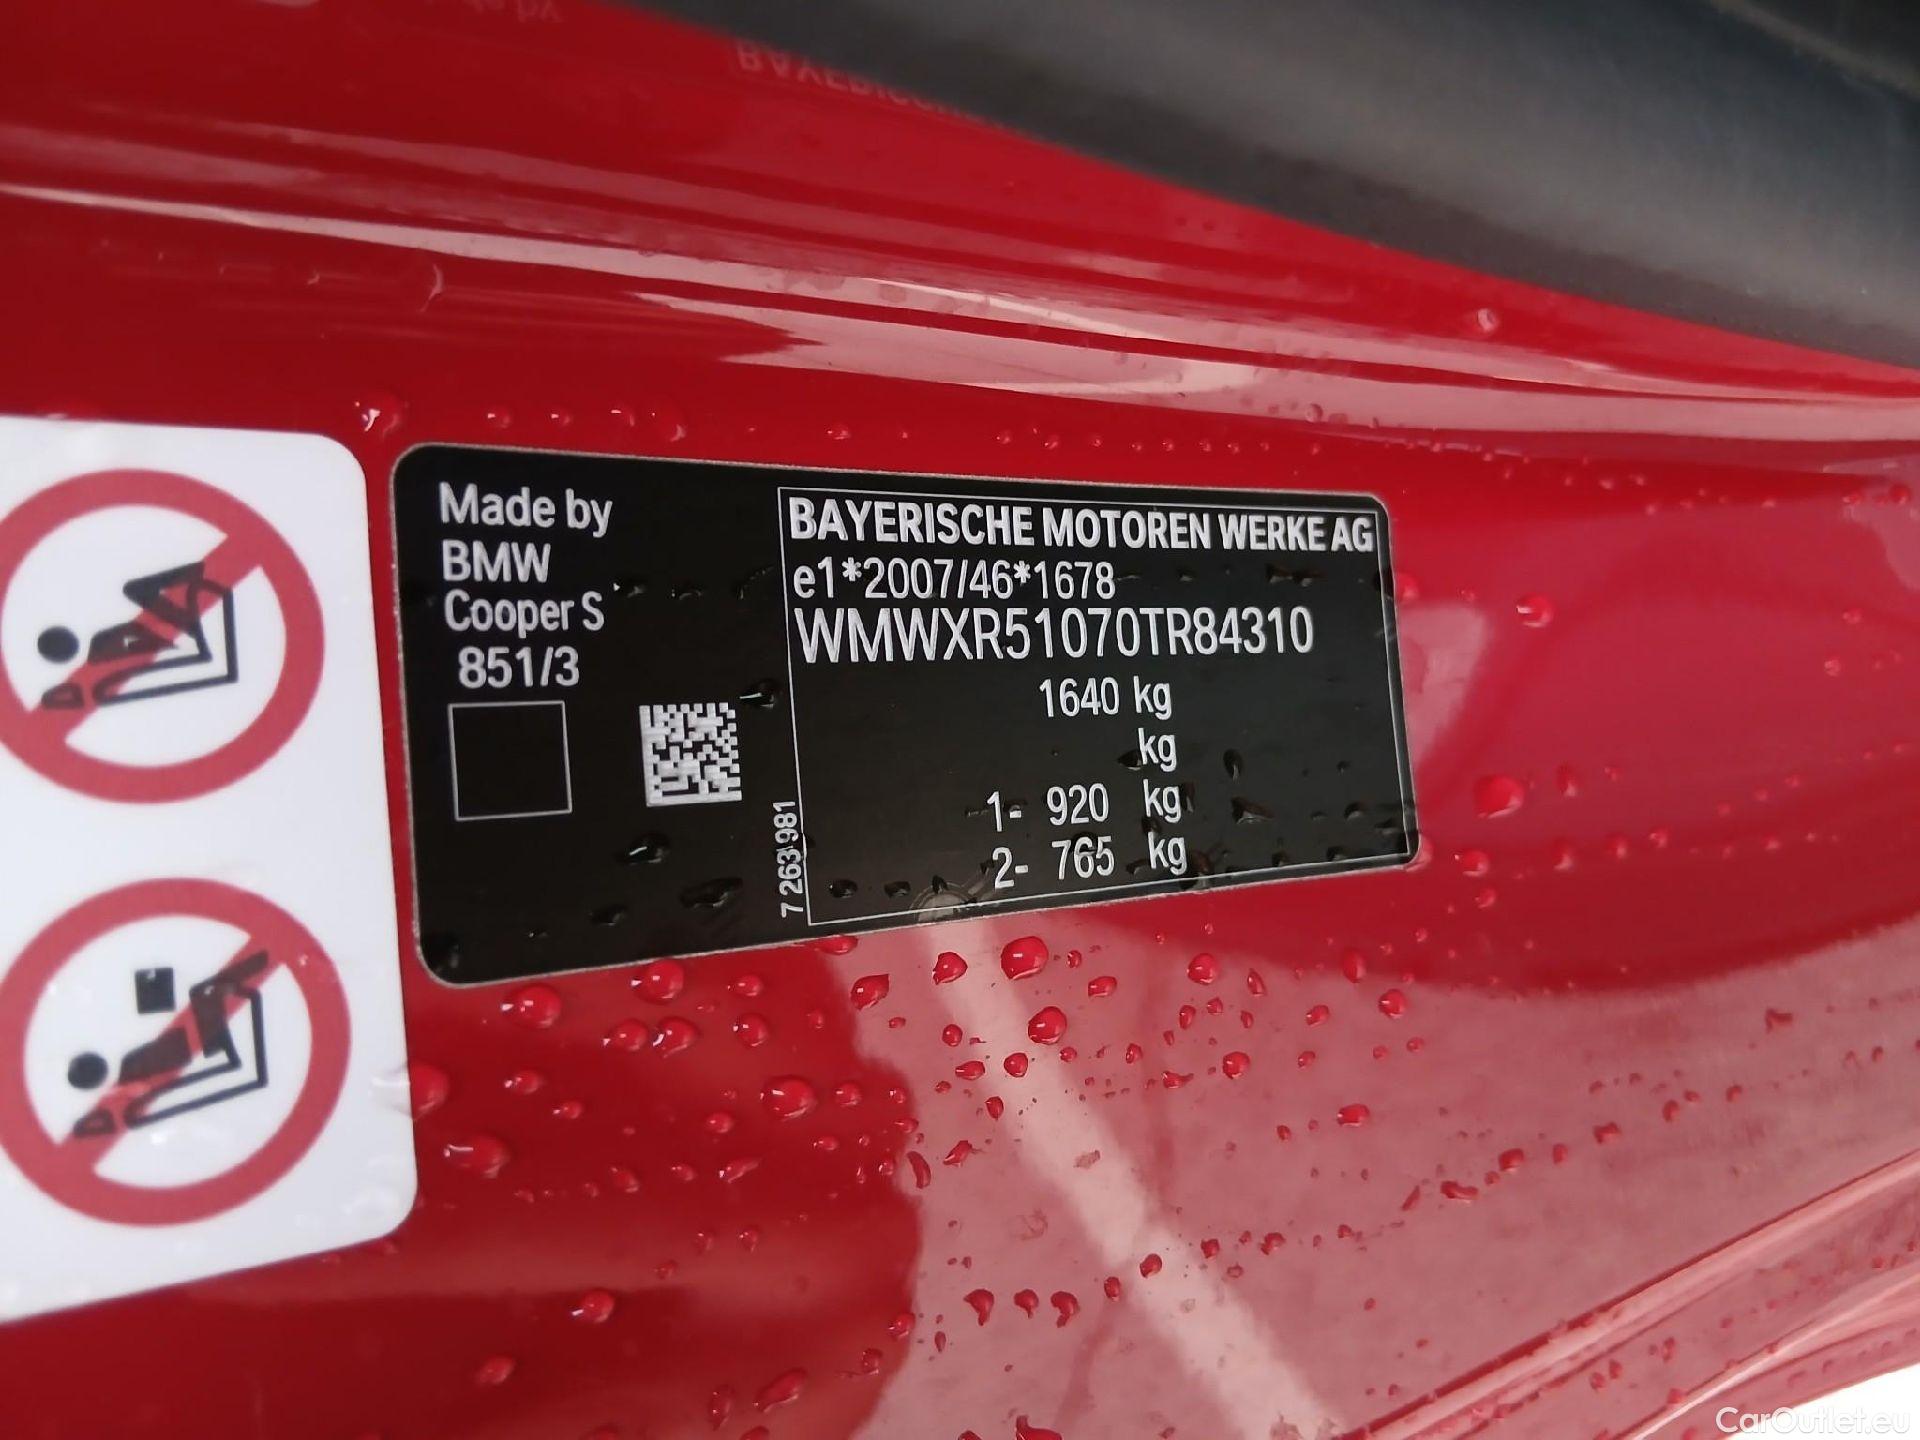 Made by
BMW
Cooper S
851/3
BAYERISCHE MOTOREN WERKE AG
e1*2007/46*1678
WMWXR51070TR84310
1640 kg
kg
1- 920 kg
2- 765 kg
7 263 981
CarOutlet.eu